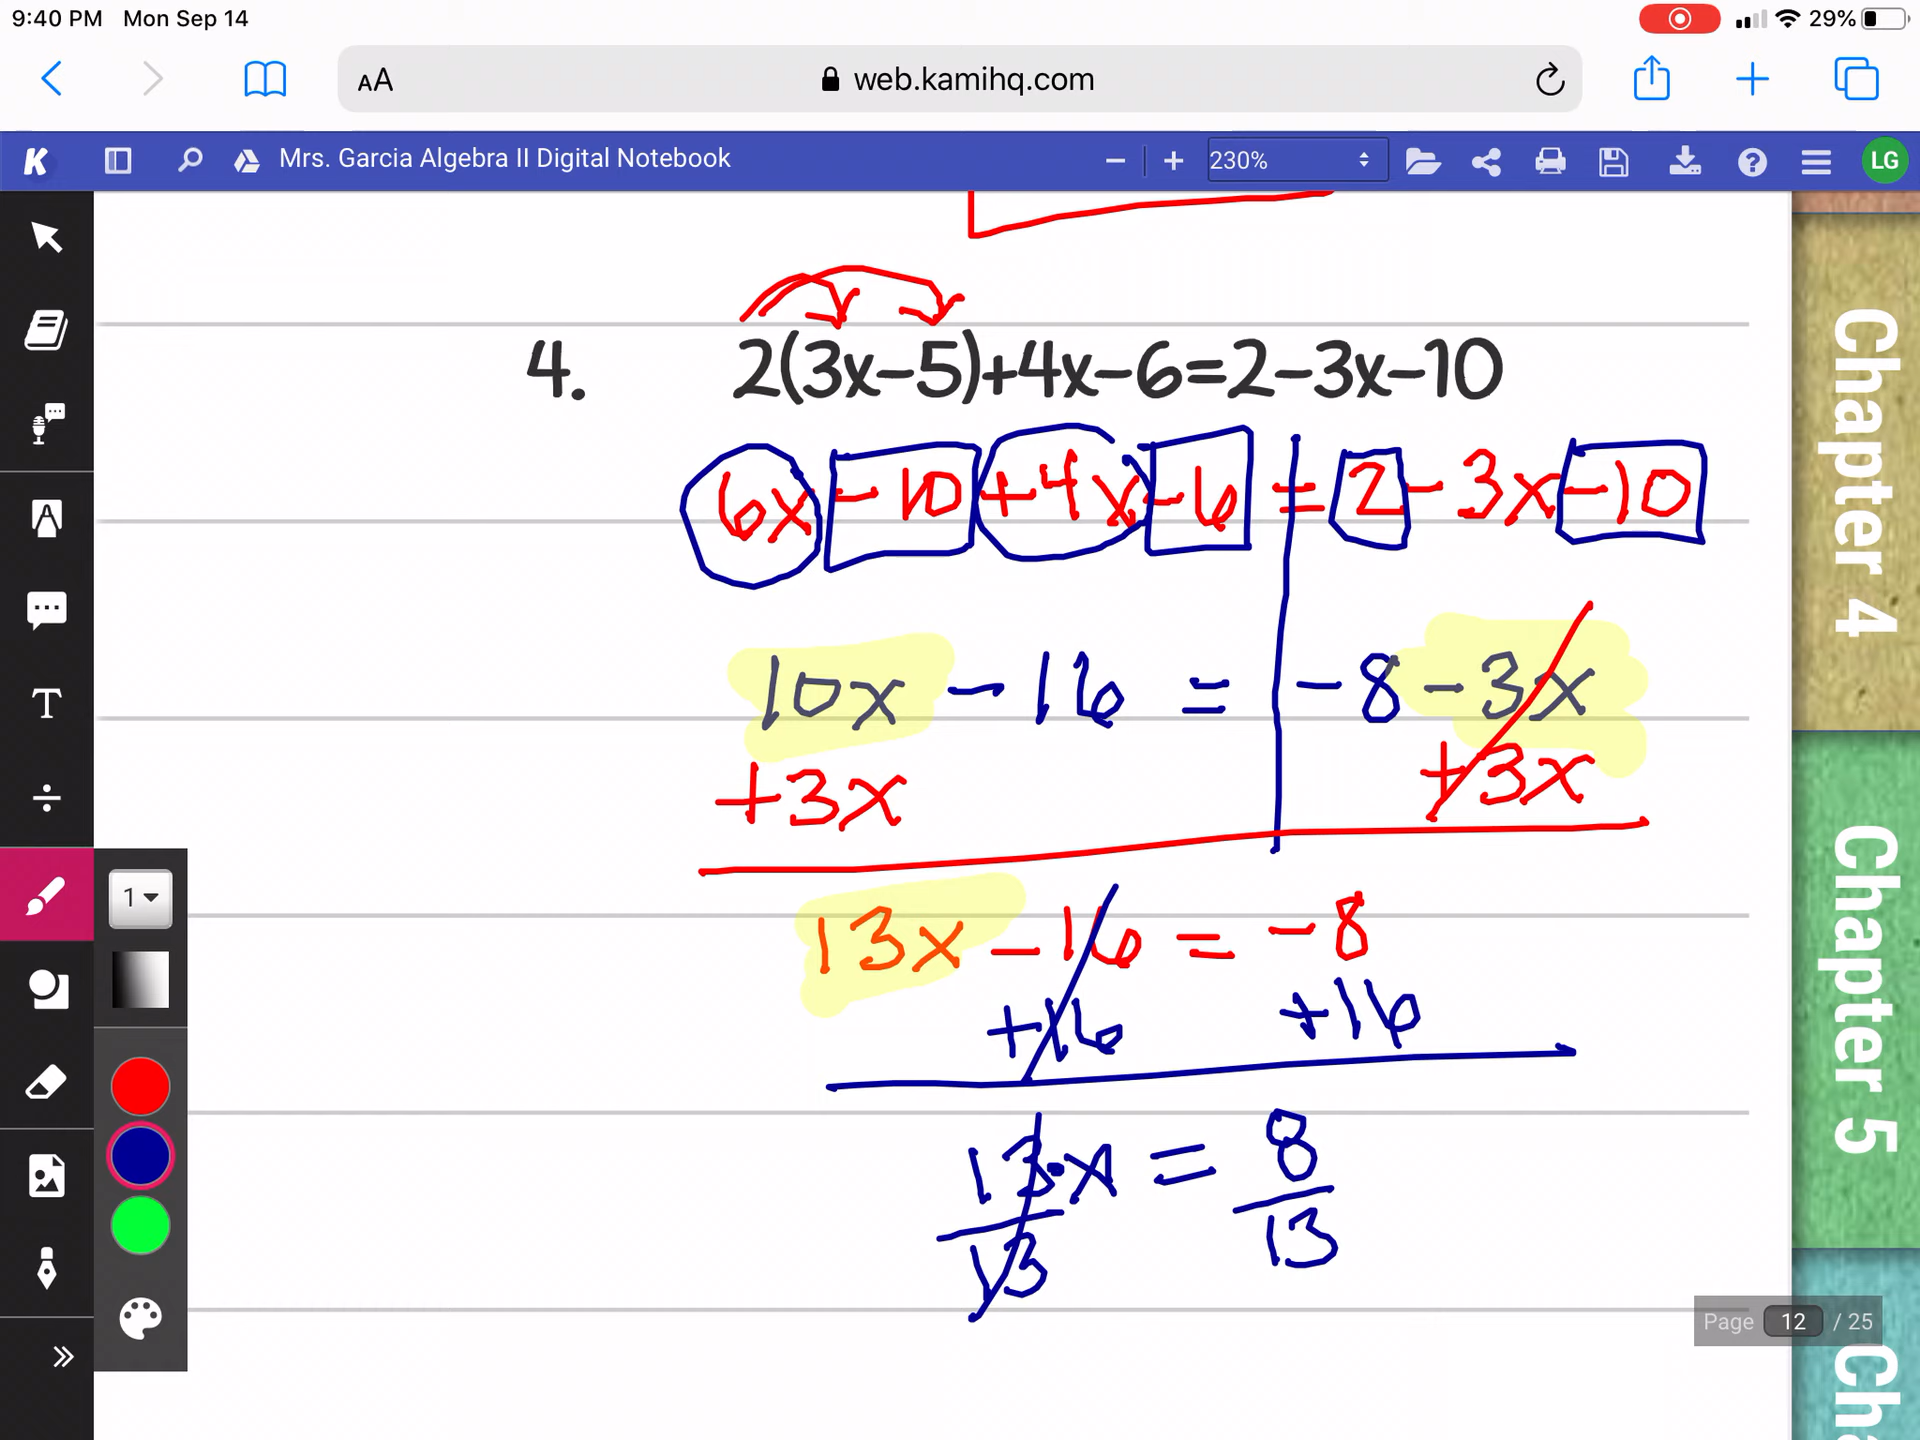 9:40 PM Mon Sep 14 29%
AA web.kamihq.com
K Mrs. Garcia Algebra II Digital Notebook 230% LG
4. 2(3x-5)+4x-6=2-3x-10
6x - 10 + 4x - 6 = 2 - 3x - 10
10x - 16 = - 8 - 3x
+3x +3x
13x - 16 = - 8
+16 +16
13·x = 8
13 13
1
T
Page 12 / 25
Chapter 4
Chapter 5
Ch